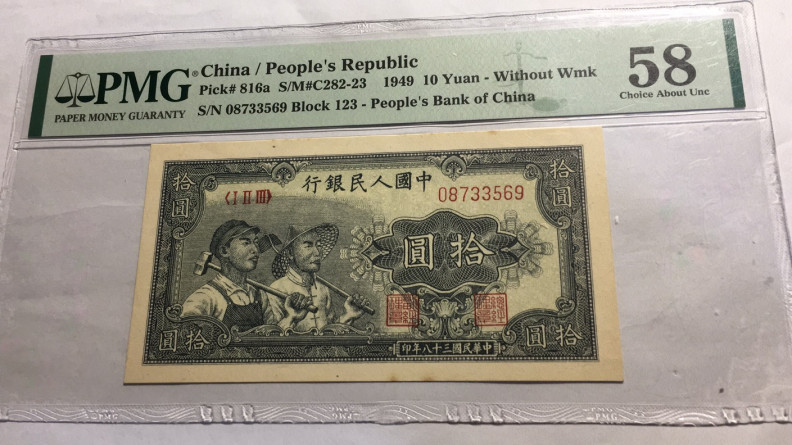 PMG® China / People's Republic 58
Pick# 816a S/M#C282-23 1949 10 Yuan - Without Wmk
PAPER MONEY GUARANTY S/N 08733569 Block 123 - People's Bank of China Choice About Unc
行銀民人國中
拾圓
拾圓
〈I II III〉
08733569
圓拾
圓拾
圓拾
印年八十三國民華中